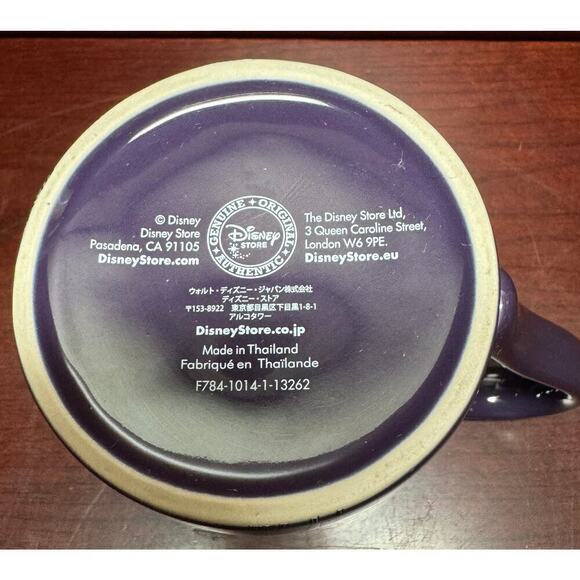 © Disney
Disney Store
Pasadena, CA 91105
DisneyStore.com
GENUINE ORIGINAL
Disney
STORE
AUTHENTIC
The Disney Store Ltd,
3 Queen Caroline Street,
London W6 9PE.
DisneyStore.eu
ウォルト・ディズニー・ジャパン株式会社
ディズニー・ストア
〒153-8922 東京都目黒区下目黒1-8-1
アルコタワー
DisneyStore.co.jp
Made in Thailand
Fabriqué en Thaïlande
F784-1014-1-13262